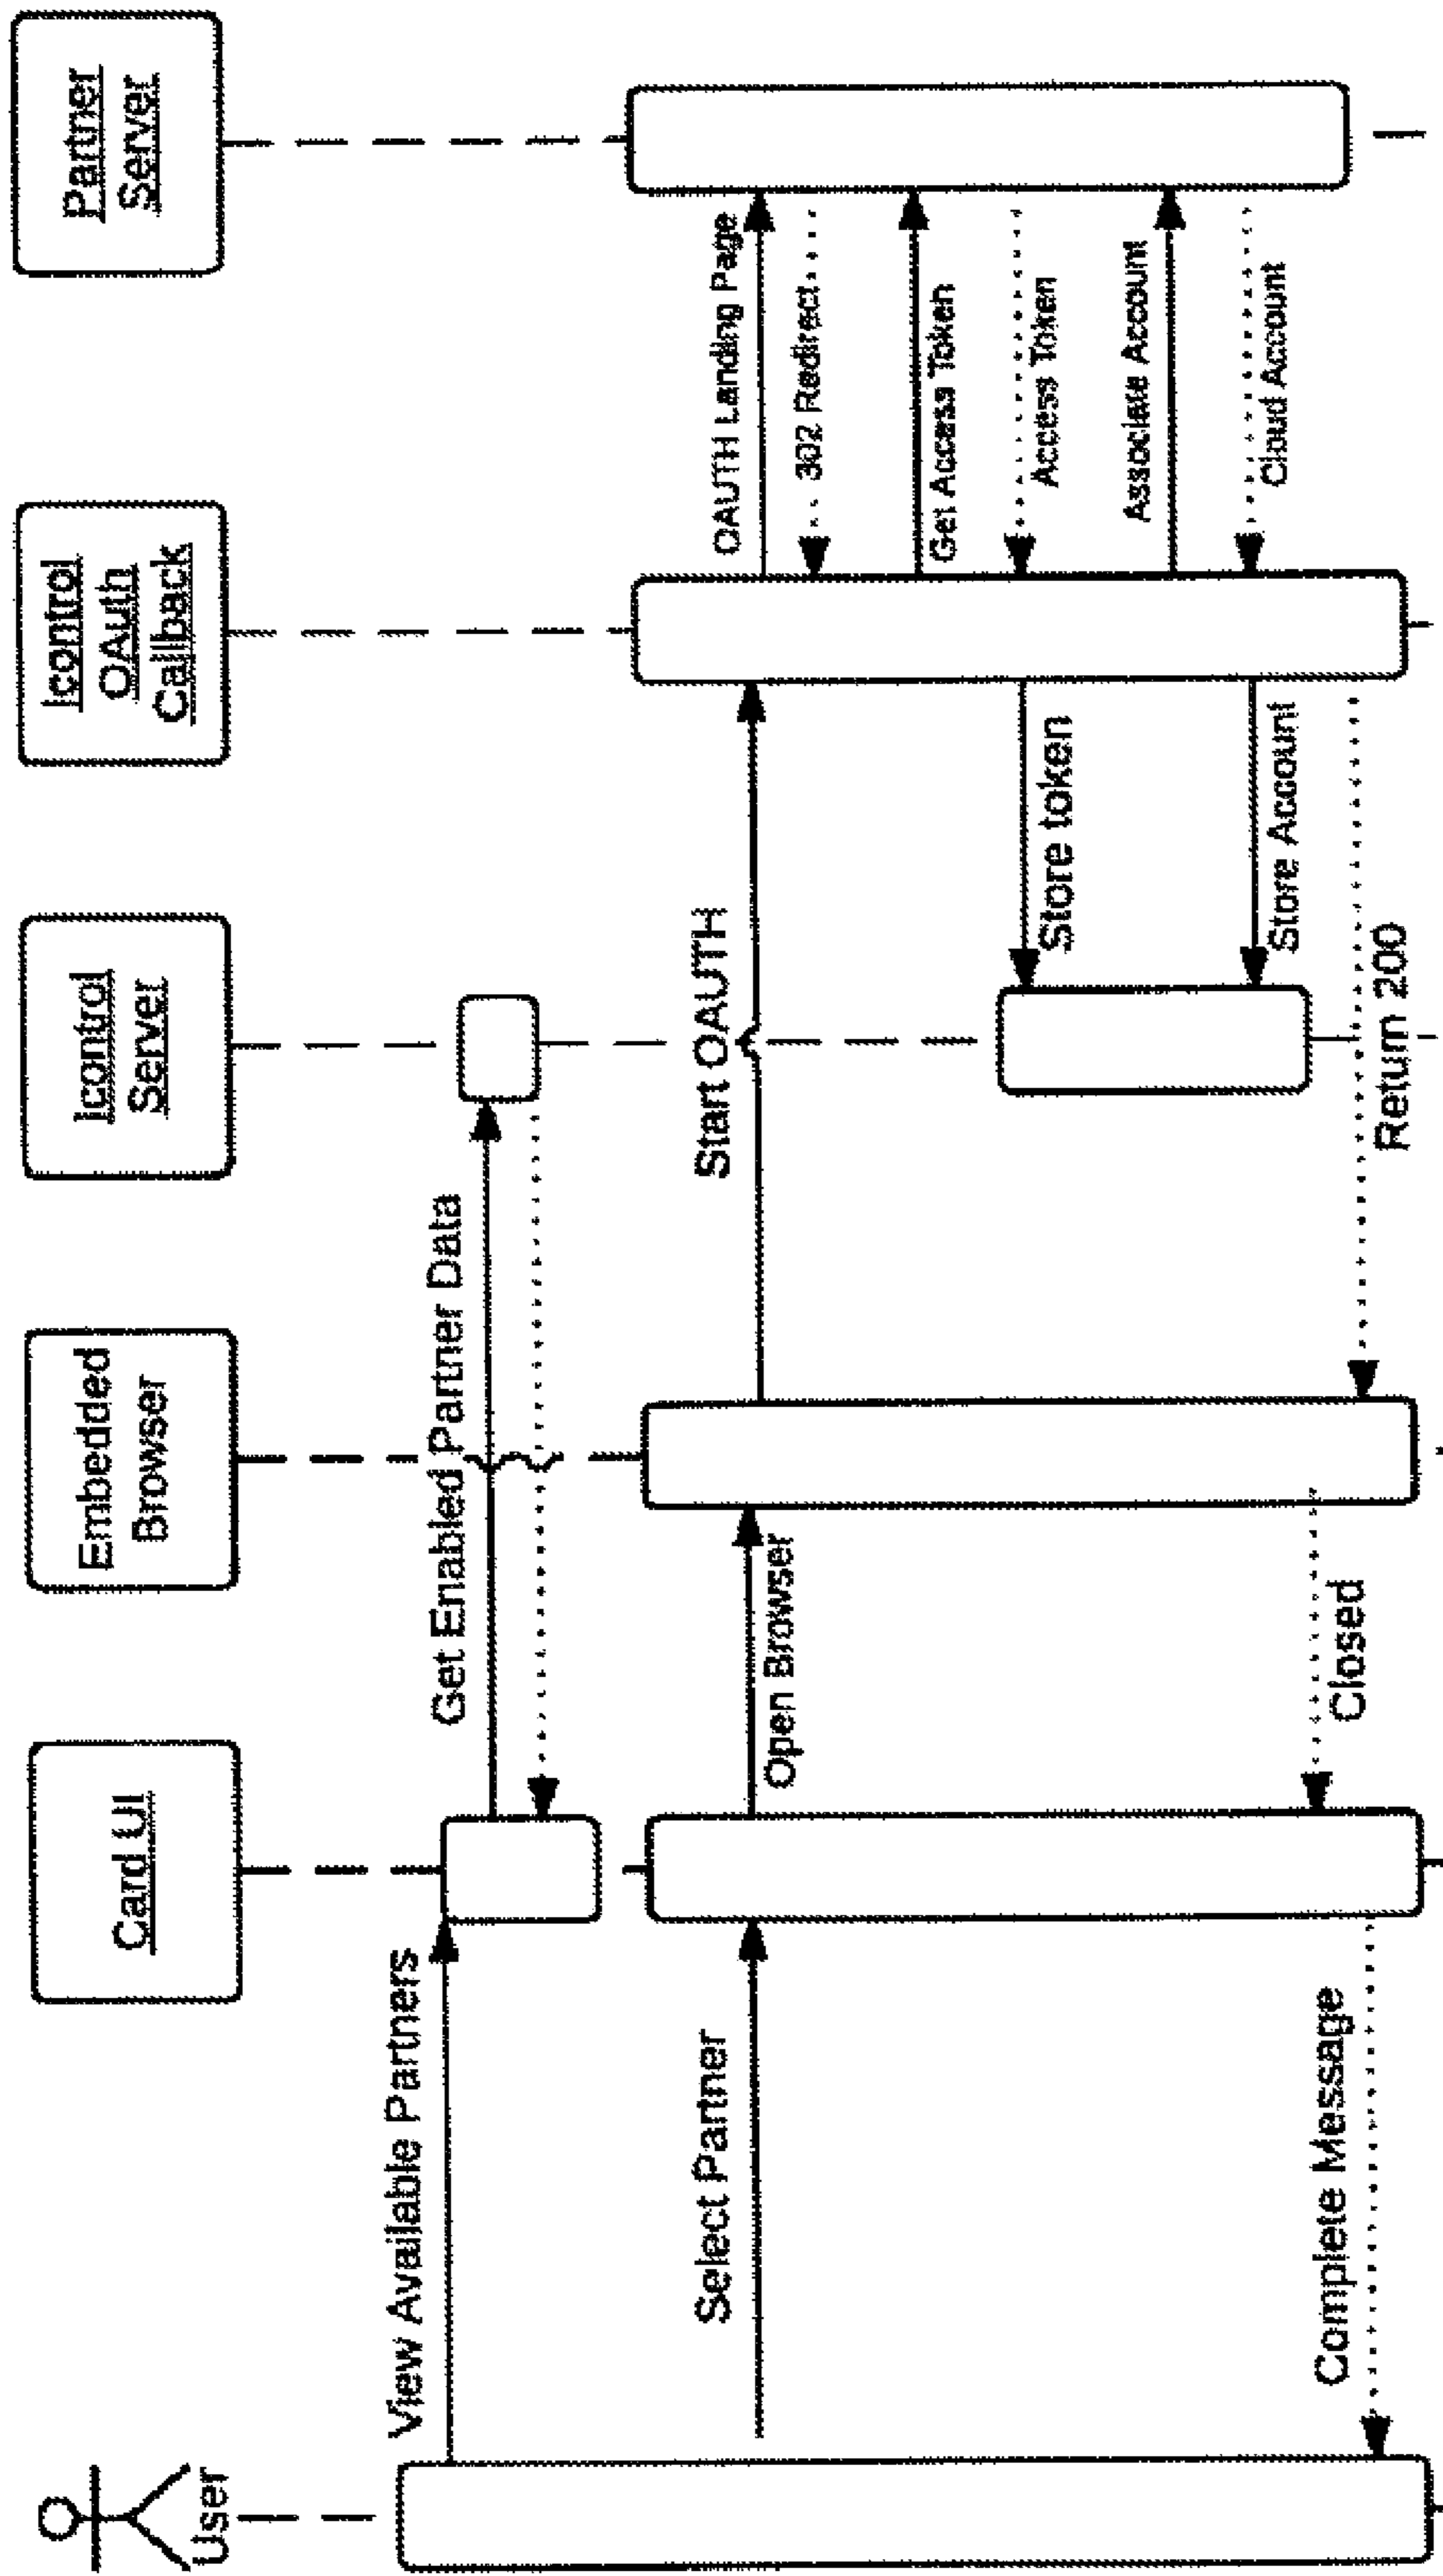 User
Card UI
Embedded
Browser
Icontrol
Server
Icontrol
OAuth
Callback
Partner
Server
View Available Partners
Get Enabled Partner Data
Select Partner
Open Browser
Start OAUTH
OAUTH Landing Page
302 Redirect
Get Access Token
Access Token
Store token
Associate Account
Cloud Account
Store Account
Return 200
Closed
Complete Message